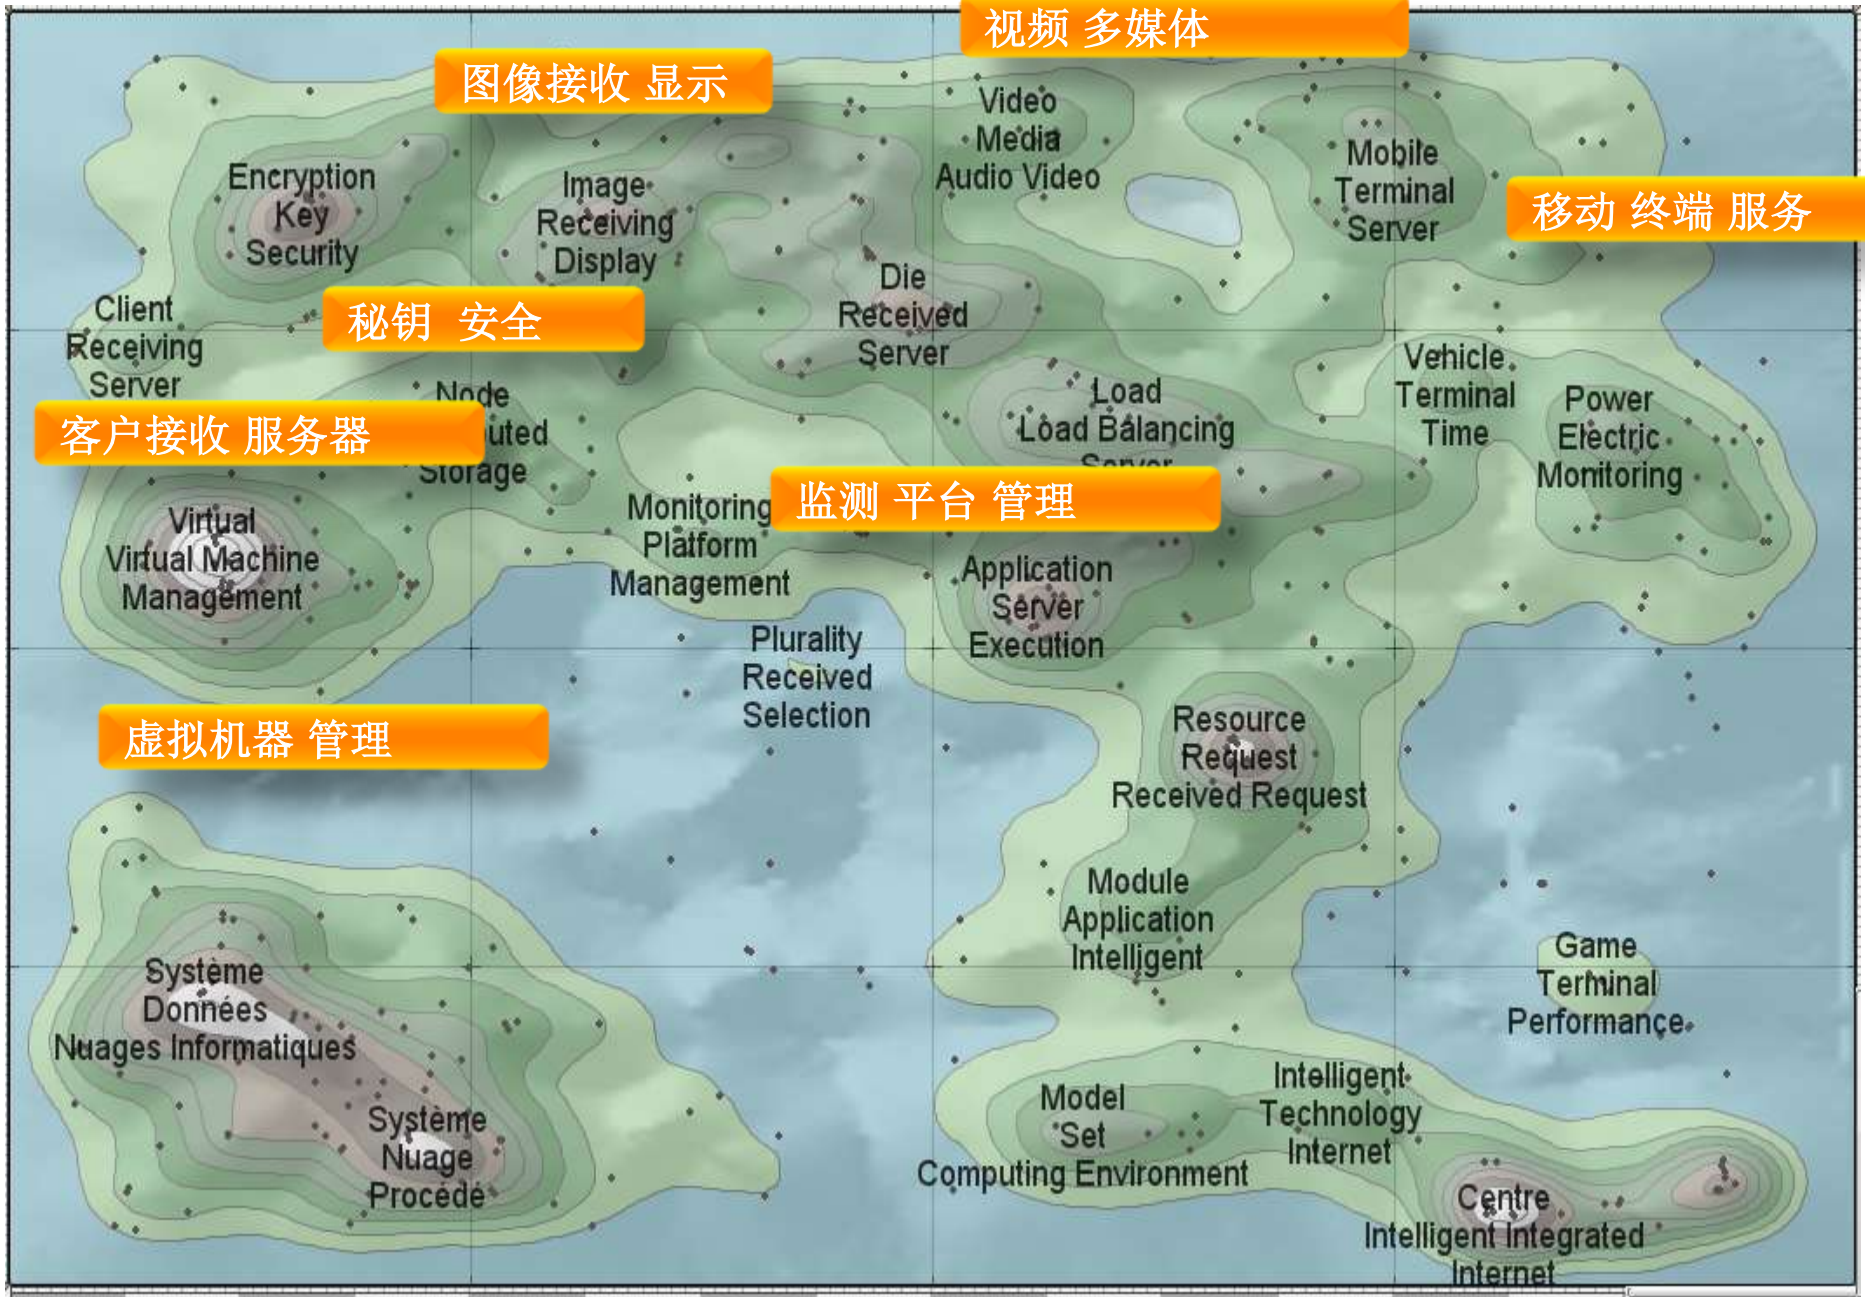 视频 多媒体
图像接收 显示
Video
Media
Audio Video
Encryption
Key
Security
Image
Receiving
Display
Mobile
Terminal
Server
移动 终端 服务
Die
Received
Server
Client
Receiving
Server
秘钥 安全
Vehicle
Terminal
Time
Node
uted
Storage
Load
Load Balancing
Server
Power
Electric
Monitoring
客户接收 服务器
监测 平台 管理
Monitoring
Platform
Management
Virtual
Virtual Machine
Management
Application
Server
Execution
Plurality
Received
Selection
虚拟机器 管理
Resource
Request
Received Request
Module
Application
Intelligent
Game
Terminal
Performance
Système
Données
Nuages Informatiques
Système
Nuage
Procédé
Model
Set
Computing Environment
Intelligent
Technology
Internet
Centre
Intelligent Integrated
Internet